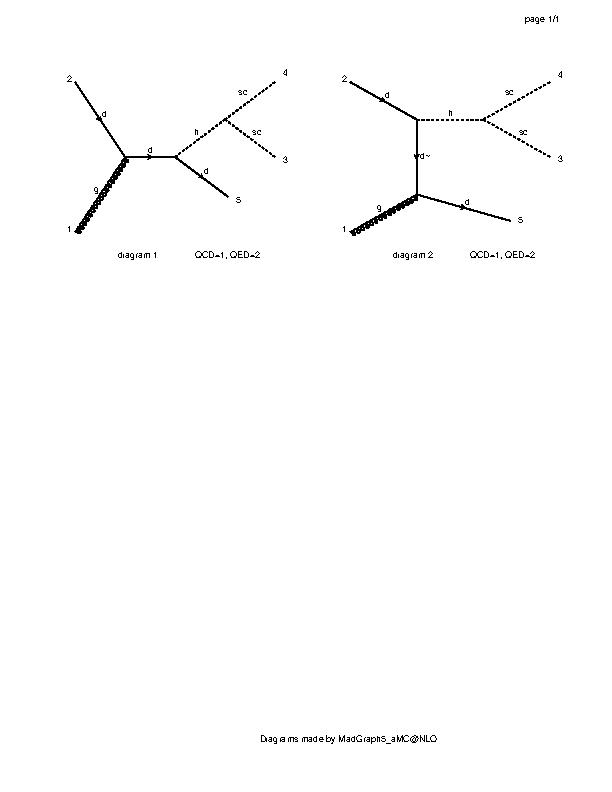 page 1/1
2
d
g
1
d
h
sc
4
sc
3
d
5
diagram 1 QCD=1, QED=2
2
d
h
sc
4
sc
3
d~
g
1
d
5
diagram 2 QCD=1, QED=2
Diagrams made by MadGraph5_aMC@NLO